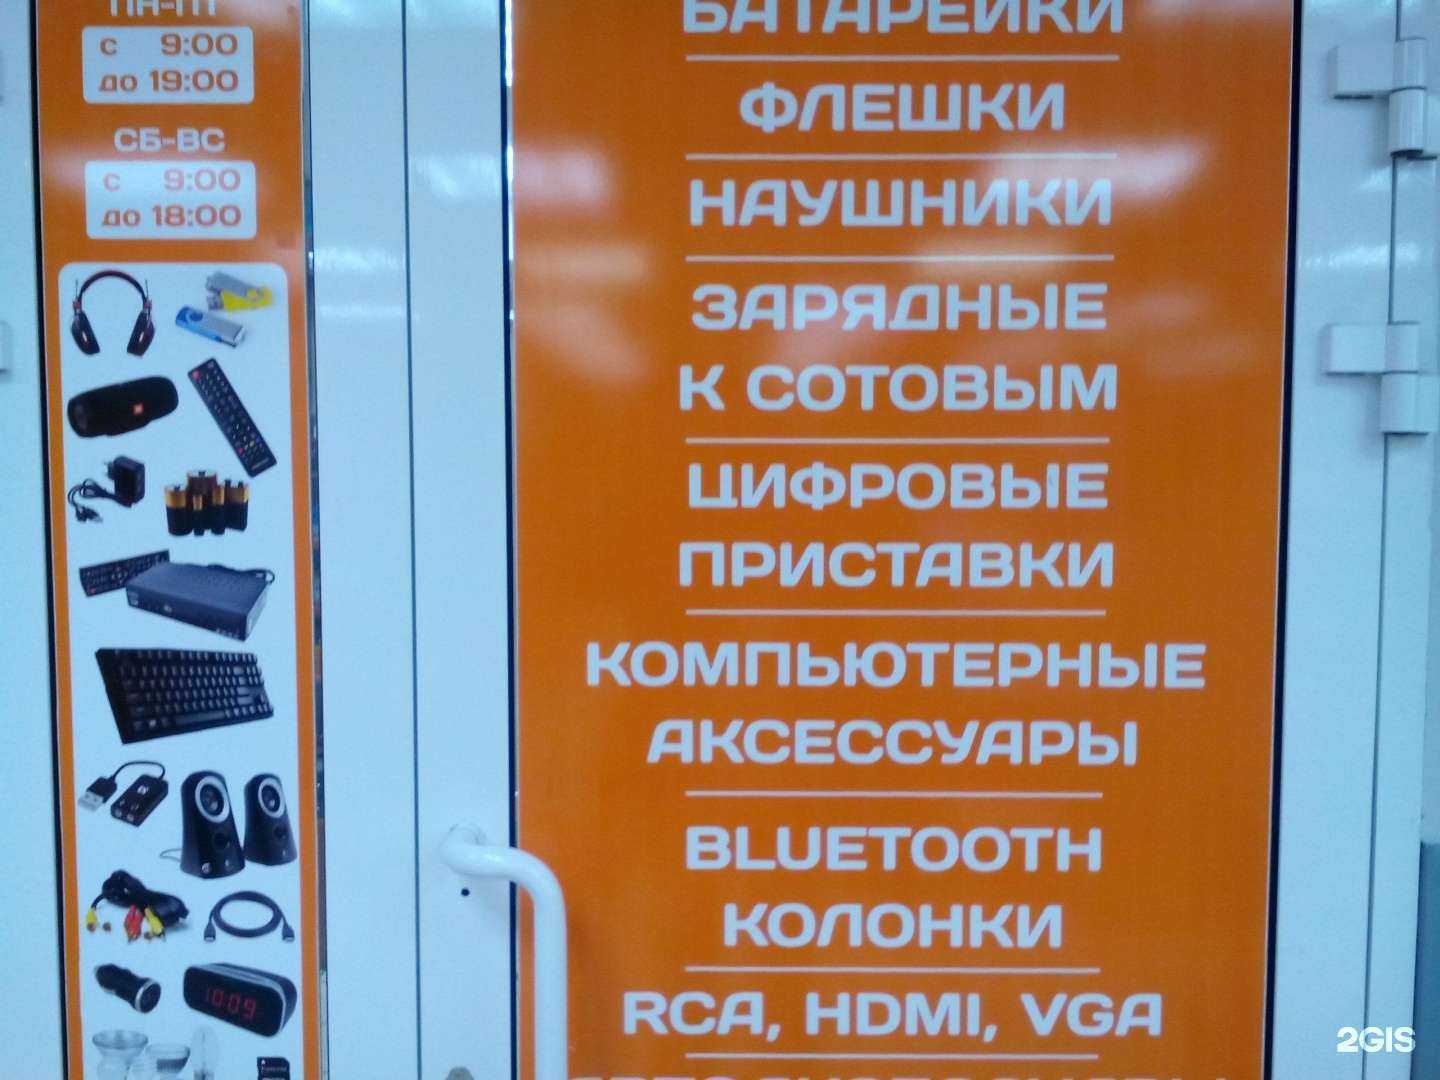 ПН-ПТ
с 9:00
до 19:00
СБ-ВС
с 9:00
до 18:00
БАТАРЕЙКИ
ФЛЕШКИ
НАУШНИКИ
ЗАРЯДНЫЕ
К СОТОВЫМ
ЦИФРОВЫЕ
ПРИСТАВКИ
КОМПЬЮТЕРНЫЕ
АКСЕССУАРЫ
BLUETOOTH
КОЛОНКИ
RCA, HDMI, VGA
10:09
2GIS